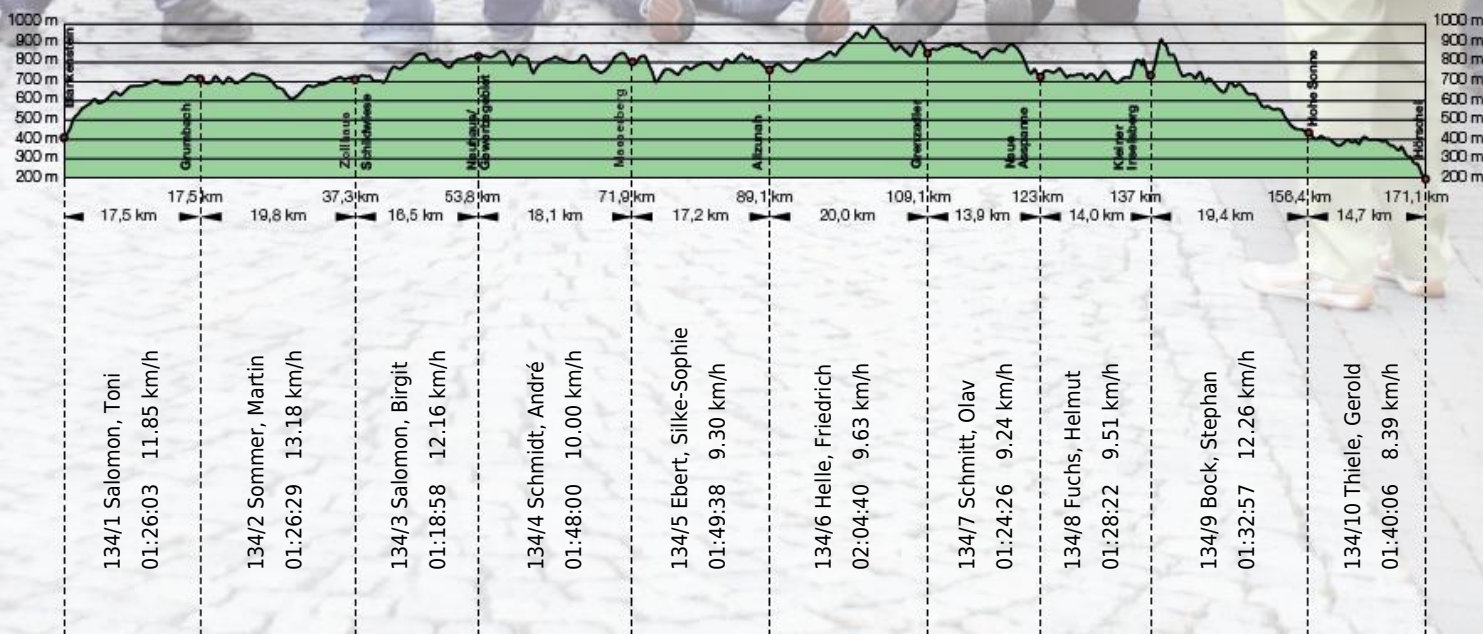 1000 m
900 m
800 m
700 m
600 m
500 m
400 m
300 m
200 m
1000 m
900 m
800 m
700 m
600 m
500 m
400 m
300 m
200 m
Blankenstein
Grumbach
Zollhaus
Schildwiese
Neuhaus/
Gewerbegebiet
Masserberg
Allzunah
Grenzadler
Neue
Ausspanne
Kleiner
Inselsberg
Hohe Sonne
Hörschel
17,5 km
37,3 km
53,8 km
71,9 km
89,1 km
109,1 km
123 km
137 km
156,4 km
171,1 km
17,5 km
19,8 km
16,5 km
18,1 km
17,2 km
20,0 km
13,9 km
14,0 km
19,4 km
14,7 km
134/1 Salomon, Toni
01:26:03 11.85 km/h
134/2 Sommer, Martin
01:26:29 13.18 km/h
134/3 Salomon, Birgit
01:18:58 12.16 km/h
134/4 Schmidt, André
01:48:00 10.00 km/h
134/5 Ebert, Silke-Sophie
01:49:38 9.30 km/h
134/6 Helle, Friedrich
02:04:40 9.63 km/h
134/7 Schmitt, Olav
01:24:26 9.24 km/h
134/8 Fuchs, Helmut
01:28:22 9.51 km/h
134/9 Bock, Stephan
01:32:57 12.26 km/h
134/10 Thiele, Gerold
01:40:06 8.39 km/h